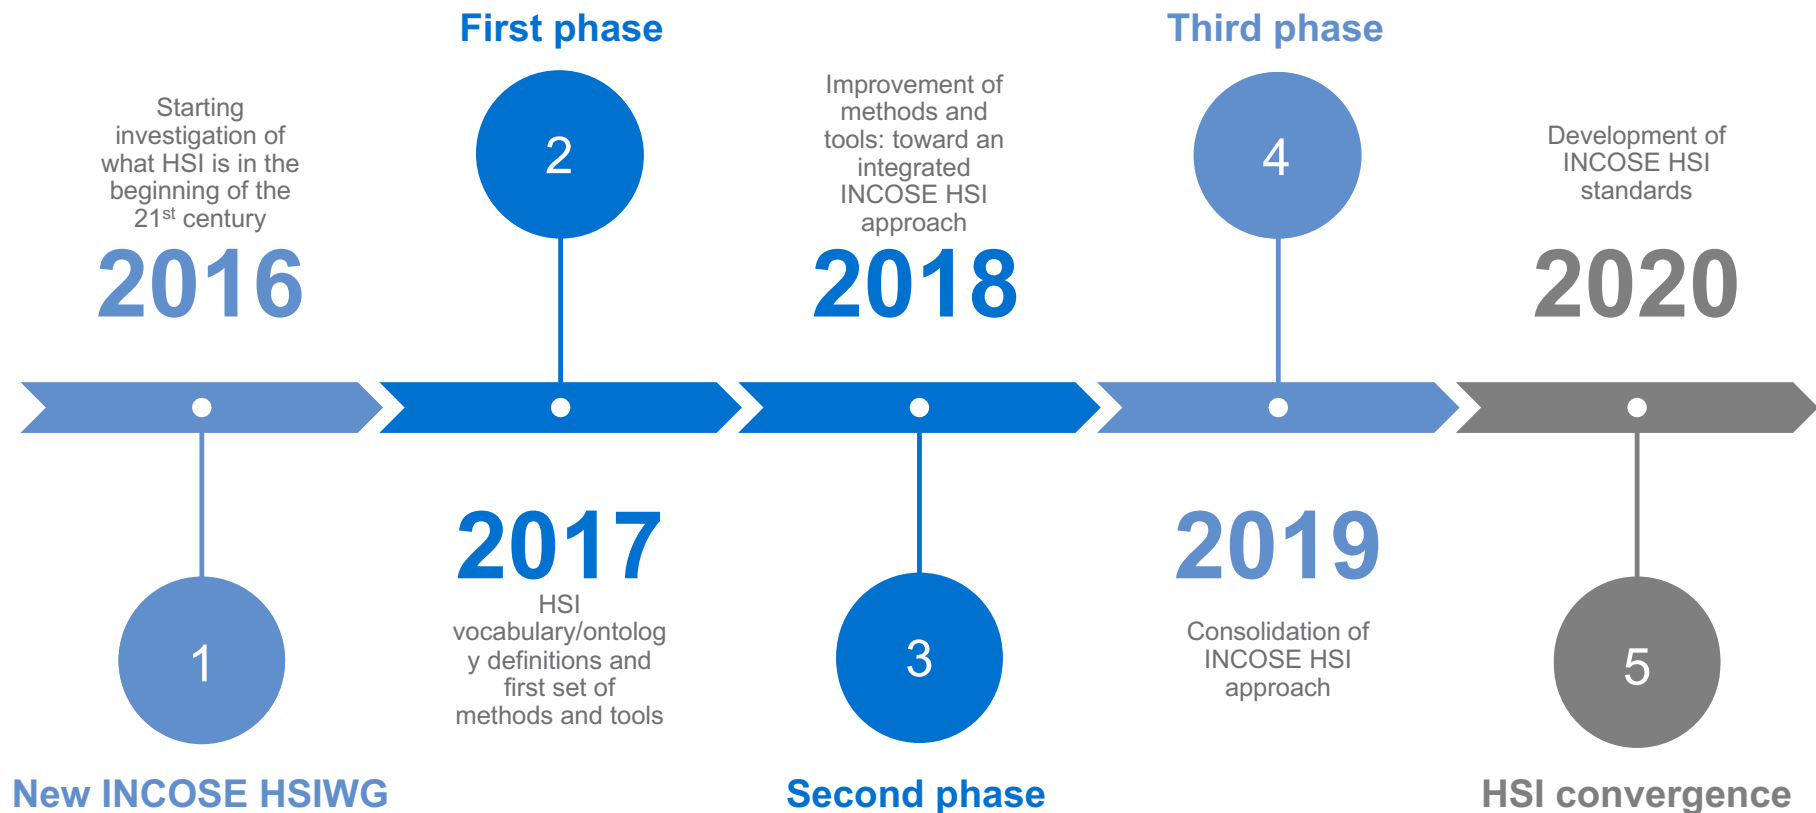 First phase
Third phase
Starting
investigation of
what HSI is in the
beginning of the
21st century
2016
2
Improvement of
methods and
tools: toward an
integrated
INCOSE HSI
approach
2018
4
Development of
INCOSE HSI
standards
2020
1
New INCOSE HSIWG
2017
HSI
vocabulary/ontolog
y definitions and
first set of
methods and tools
3
Second phase
2019
Consolidation of
INCOSE HSI
approach
5
HSI convergence